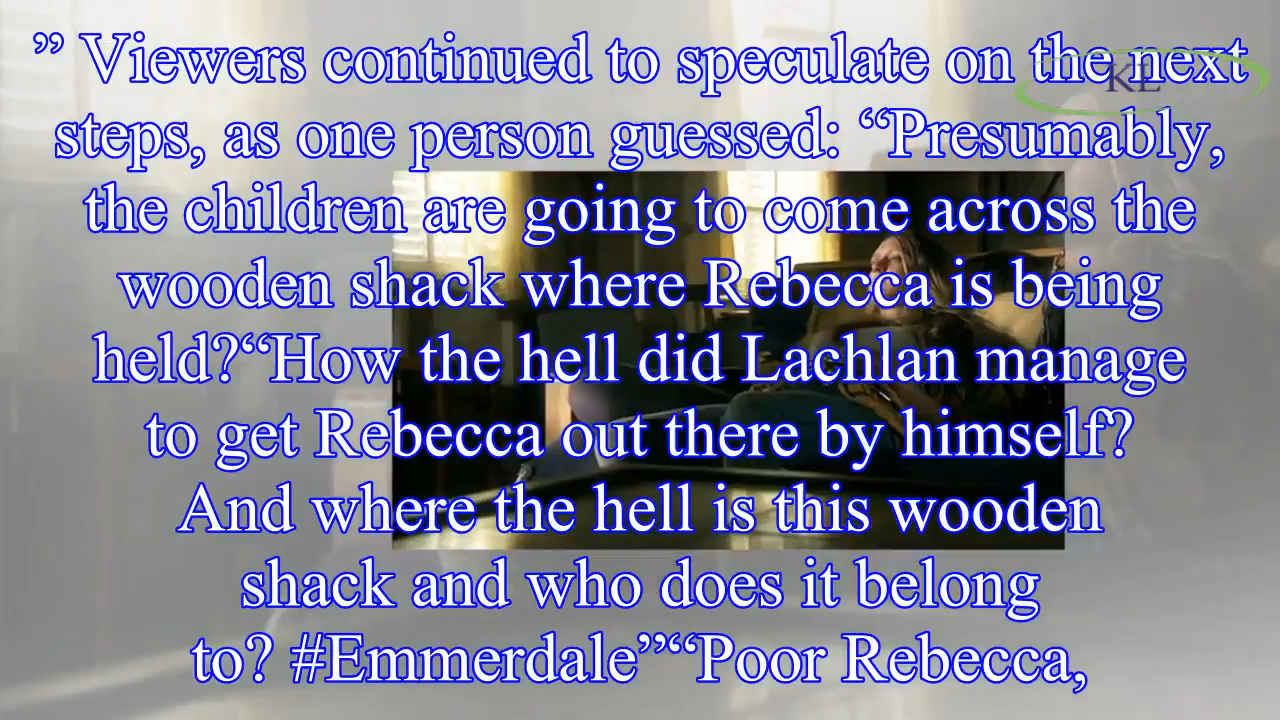 ” Viewers continued to speculate on the next
steps, as one person guessed: “Presumably,
the children are going to come across the
wooden shack where Rebecca is being
held?“How the hell did Lachlan manage
to get Rebecca out there by himself?
And where the hell is this wooden
shack and who does it belong
to? #Emmerdale”“Poor Rebecca,
KL